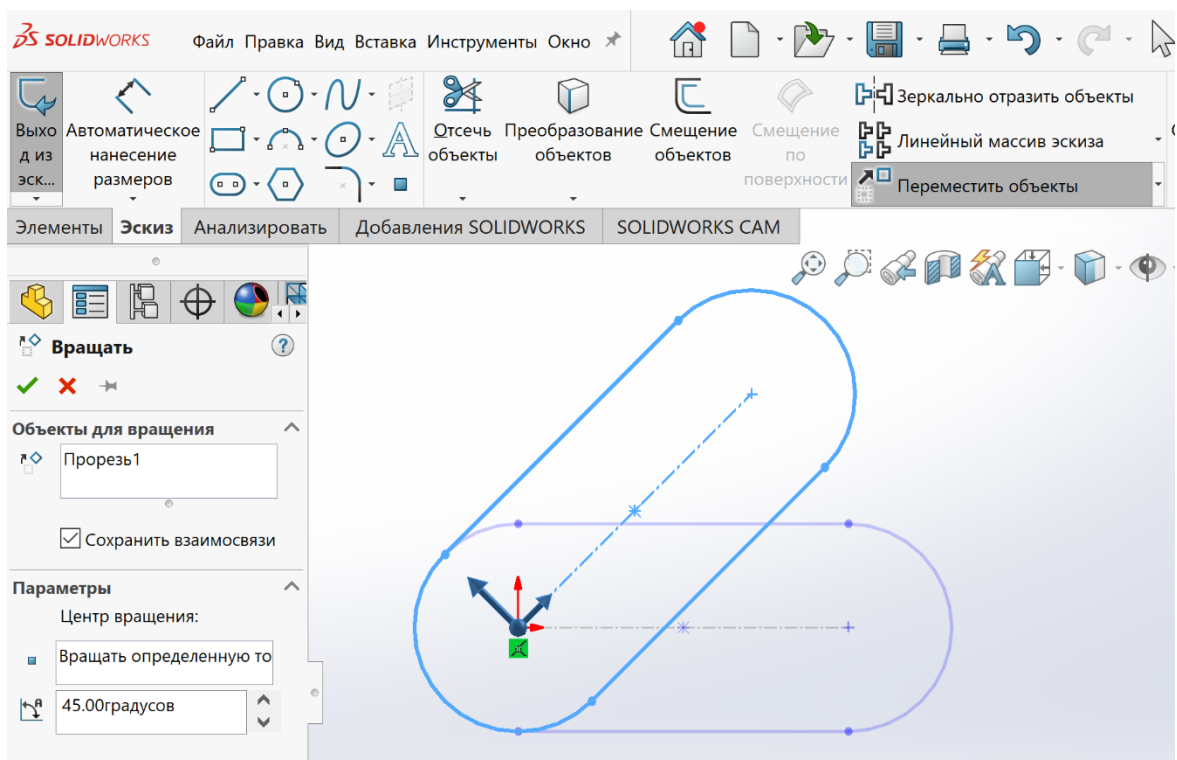 SOLIDWORKS Файл Правка Вид Вставка Инструменты Окно
Выхо
д из
эск...
Автоматическое
нанесение
размеров
Отсечь
объекты
Преобразование
объектов
Смещение
объектов
Смещение
по
поверхности
Зеркально отразить объекты
Линейный массив эскиза
Переместить объекты
Элементы Эскиз Анализировать Добавления SOLIDWORKS SOLIDWORKS CAM
Вращать
Объекты для вращения
Прорезь1
Сохранить взаимосвязи
Параметры
Центр вращения:
Вращать определенную то
45.00градусов